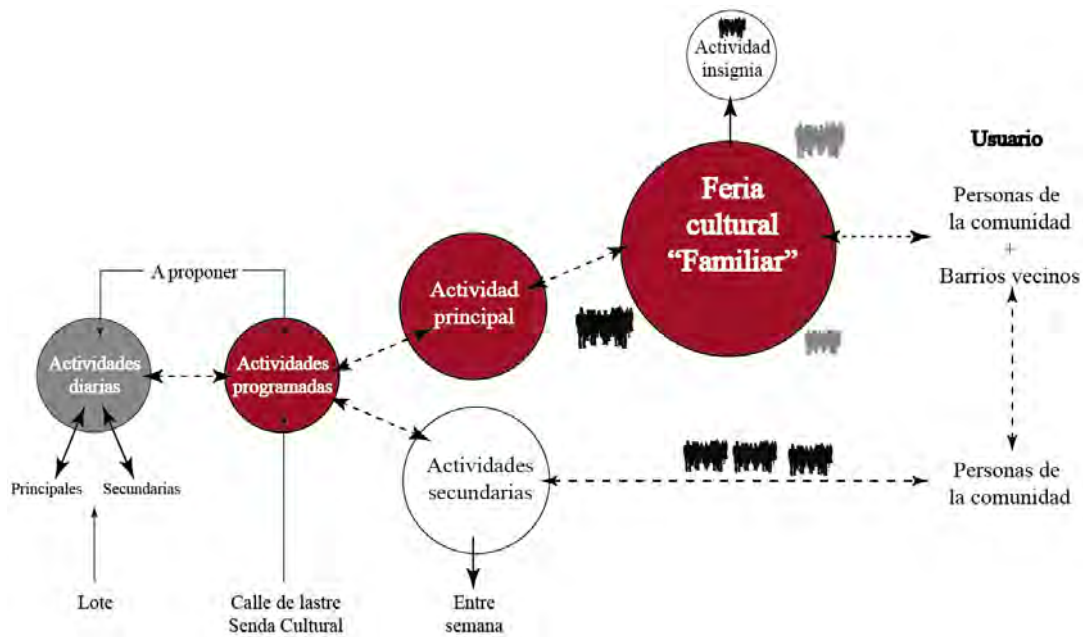 Actividad
insignia
Usuario
Feria
cultural
“Familiar”
Personas de
la comunidad
+
Barrios vecinos
A proponer
Actividad
principal
Actividades
diarias
Actividades
programadas
Principales
Secundarias
Actividades
secundarias
Personas de
la comunidad
Lote
Calle de lastre
Senda Cultural
Entre
semana